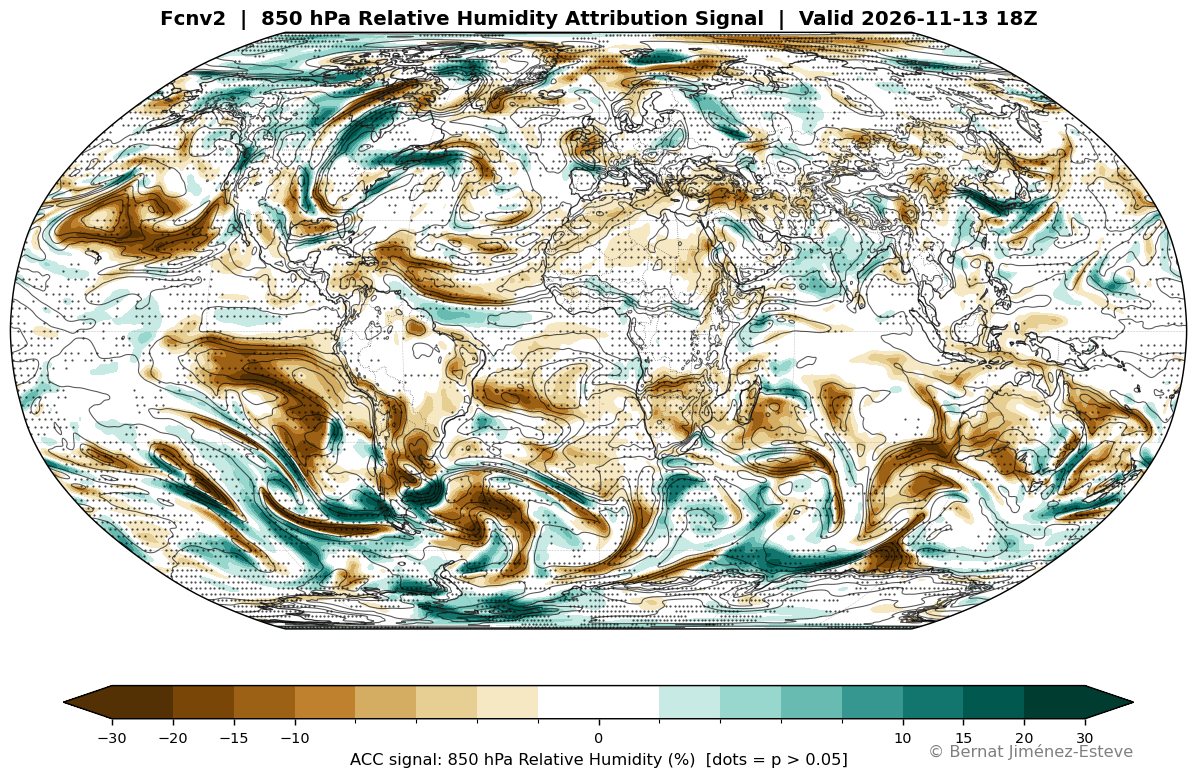 Fcnv2 | 850 hPa Relative Humidity Attribution Signal | Valid 2026-11-13 18Z
−30 −20 −15 −10 0 10 15 20 30
ACC signal: 850 hPa Relative Humidity (%) [dots = p > 0.05]
© Bernat Jiménez-Esteve